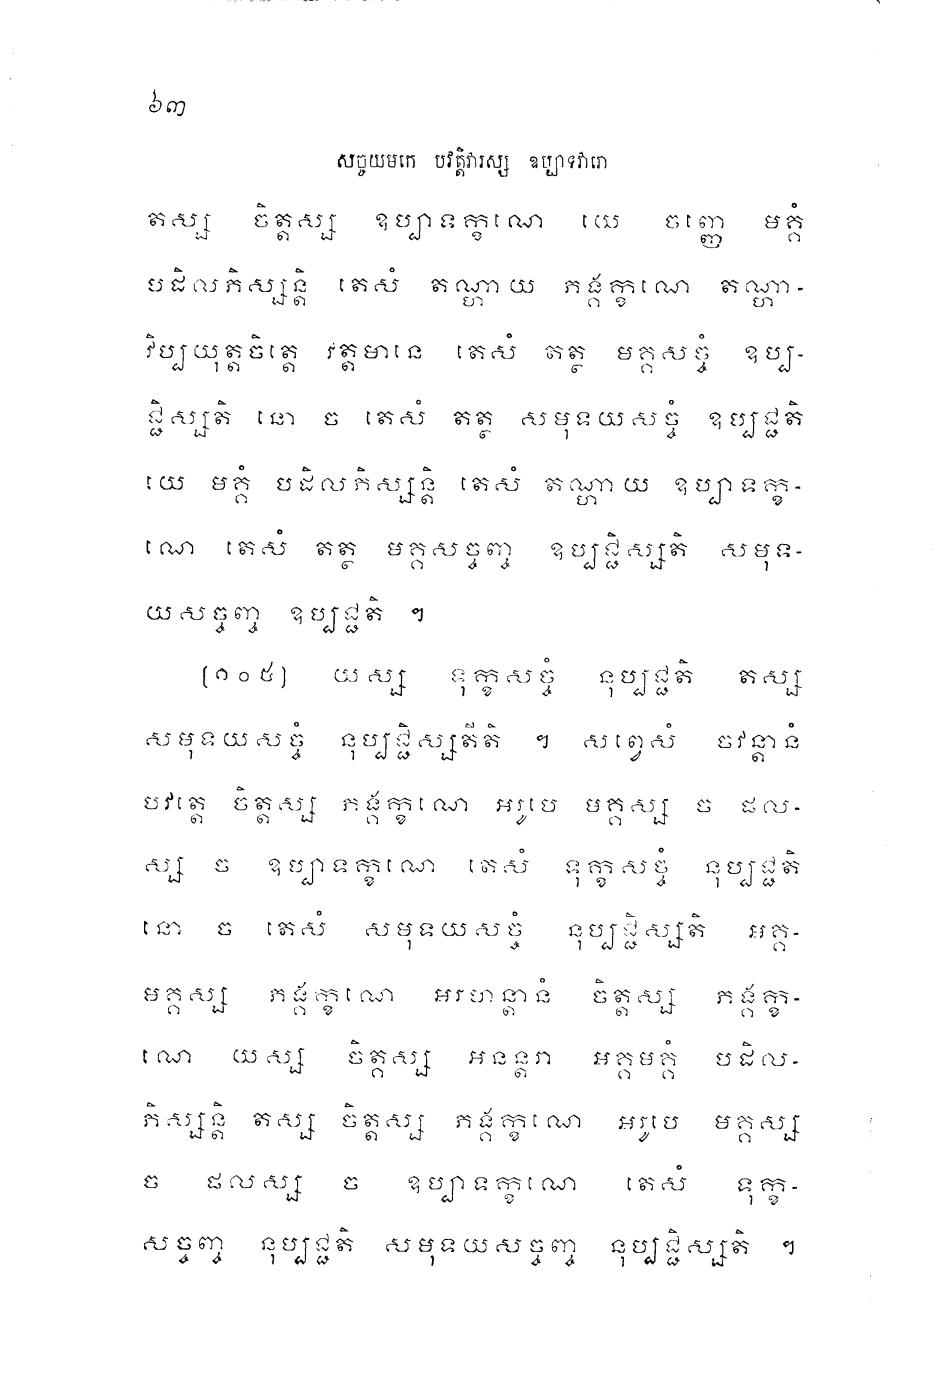 ៦៣
សច្ចយមកេ បវត្តិវារស្ស ឧប្បាទវារោ
តស្ស ចិត្តស្ស ឧប្បាទក្ខណេ យេ ចញ្ញេ មគ្គំ
បដិលភិស្សន្តិ តេសំ តណ្ហាយ ភង្គក្ខណេ តណ្ហា-
វិប្បយុត្តចិត្តេ វត្តមានេ តេសំ តត្ថ មគ្គសច្ចំ ឧប្ប-
ជ្ជិស្សតិ នោ ច តេសំ តត្ថ សមុទយសច្ចំ ឧប្បជ្ជតិ
យេ មគ្គំ បដិលភិស្សន្តិ តេសំ តណ្ហាយ ឧប្បាទក្ខ-
ណេ តេសំ តត្ថ មគ្គសច្ចញ្ច ឧប្បជ្ជិស្សតិ សមុទ-
យសច្ចញ្ច ឧប្បជ្ជតិ ។
[១០៥] យស្ស ទុក្ខសច្ចំ នុប្បជ្ជតិ តស្ស
សមុទយសច្ចំ នុប្បជ្ជិស្សតីតិ ។ សព្វេសំ ចវន្តានំ
បវត្តេ ចិត្តស្ស ភង្គក្ខណេ អរូបេ មគ្គស្ស ច ផល-
ស្ស ច ឧប្បាទក្ខណេ តេសំ ទុក្ខសច្ចំ នុប្បជ្ជតិ
នោ ច តេសំ សមុទយសច្ចំ នុប្បជ្ជិស្សតិ អគ្គ-
មគ្គស្ស ភង្គក្ខណេ អរហន្តានំ ចិត្តស្ស ភង្គក្ខ-
ណេ យស្ស ចិត្តស្ស អនន្តរា អគ្គមគ្គំ បដិល-
ភិស្សន្តិ តស្ស ចិត្តស្ស ភង្គក្ខណេ អរូបេ មគ្គស្ស
ច ផលស្ស ច ឧប្បាទក្ខណេ តេសំ ទុក្ខ-
សច្ចញ្ច នុប្បជ្ជតិ សមុទយសច្ចញ្ច នុប្បជ្ជិស្សតិ ។